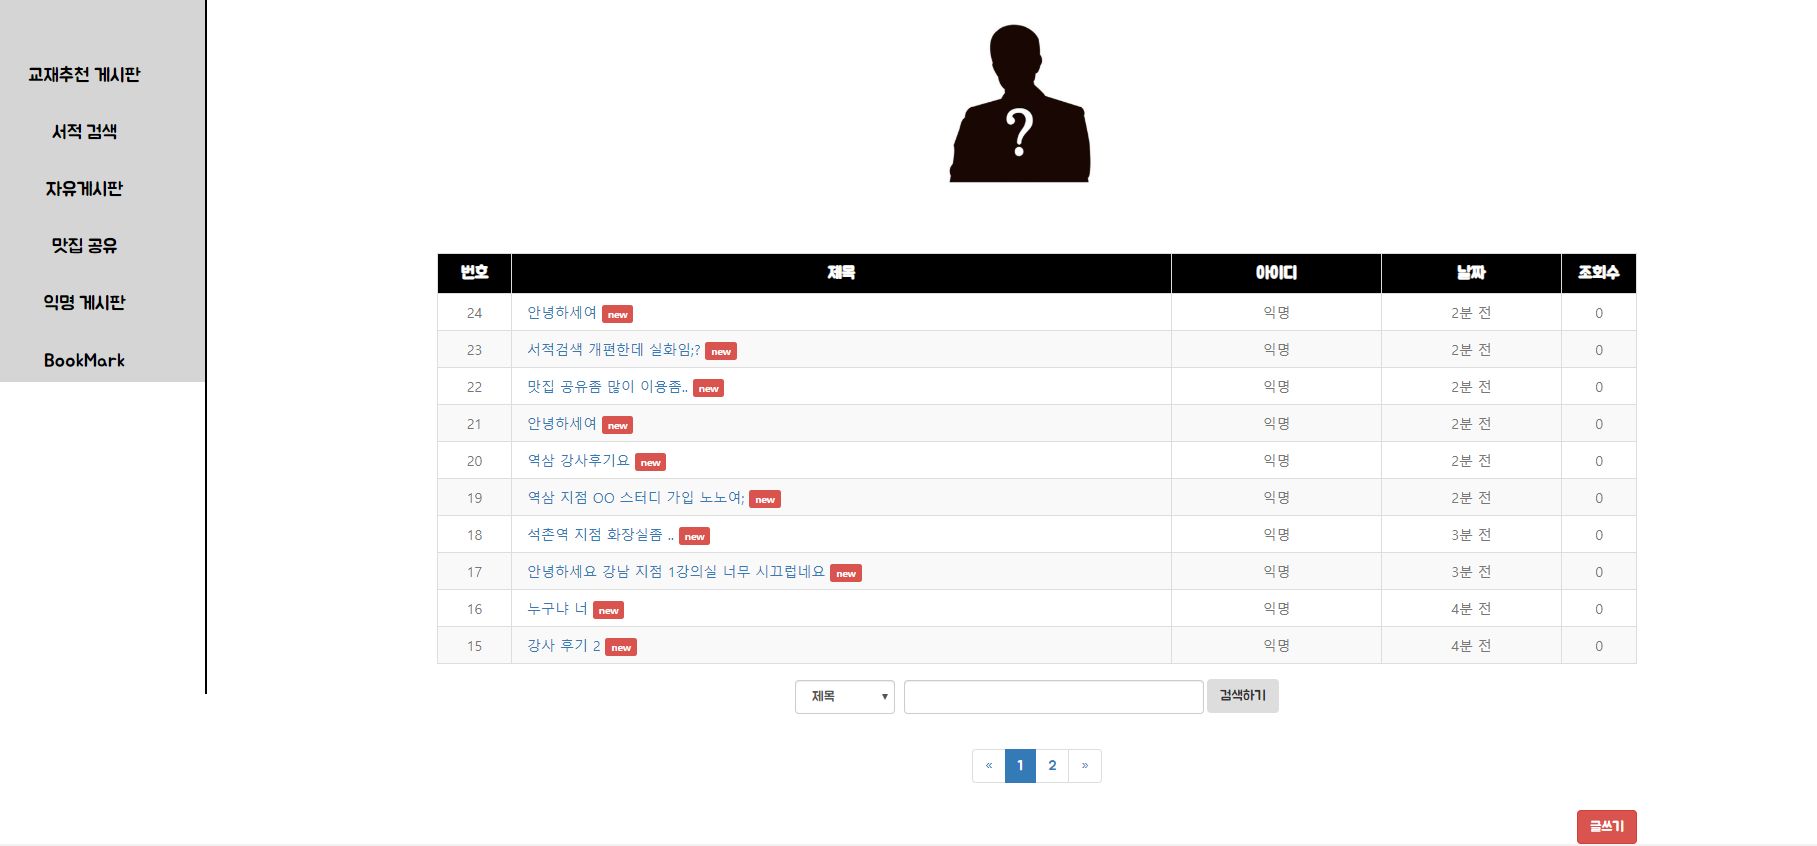 교재추천 게시판
서적 검색
자유게시판
맛집 공유
익명 게시판
BookMark
?
번호 제목 아이디 날짜 조회수
24 안녕하세여 new 익명 2분 전 0
23 서적검색 개편한데 실화임;? new 익명 2분 전 0
22 맛집 공유좀 많이 이용좀.. new 익명 2분 전 0
21 안녕하세여 new 익명 2분 전 0
20 역삼 강사후기요 new 익명 2분 전 0
19 역삼 지점 OO 스터디 가입 노노여; new 익명 2분 전 0
18 석촌역 지점 화장실좀 .. new 익명 3분 전 0
17 안녕하세요 강남 지점 1강의실 너무 시끄럽네요 new 익명 3분 전 0
16 누구냐 너 new 익명 4분 전 0
15 강사 후기 2 new 익명 4분 전 0
제목 ▾ 검색하기
« 1 2 »
글쓰기